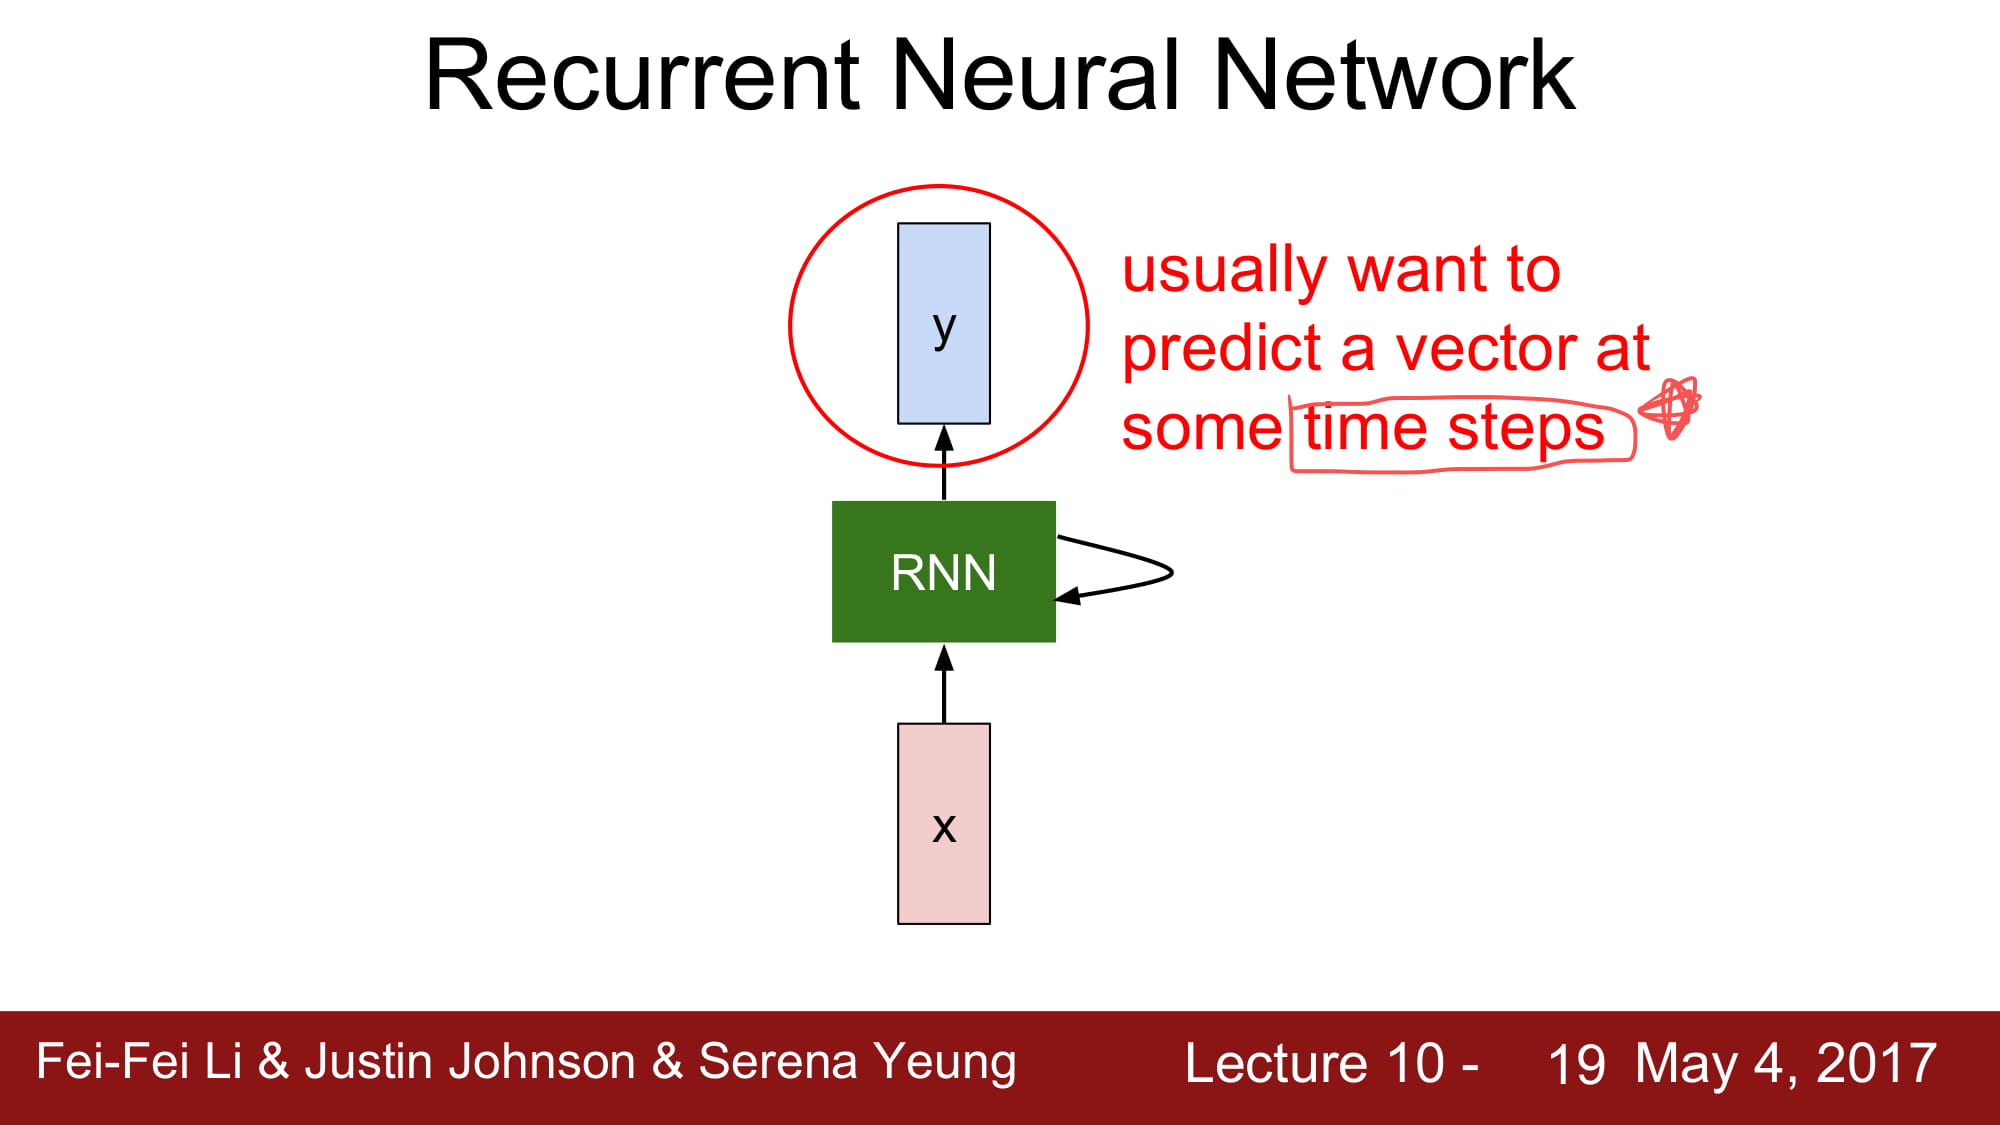 Recurrent Neural Network
y
usually want to
predict a vector at
some time steps
RNN
x
Fei-Fei Li & Justin Johnson & Serena Yeung
Lecture 10 - 19 May 4, 2017